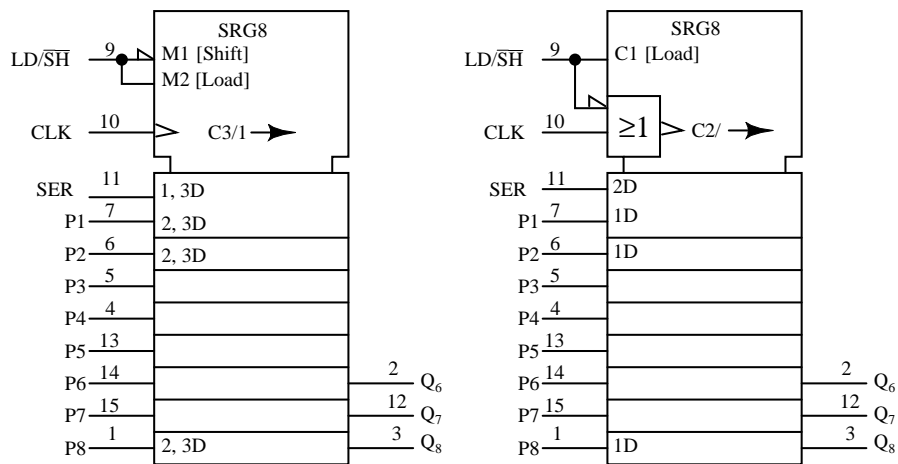 SRG8
LD/S̅H̅ 9 M1 [Shift]
M2 [Load]
CLK 10 C3/1
SER 11 1, 3D
P1 7 2, 3D
P2 6 2, 3D
P3 5
P4 4
P5 13
P6 14 2 Q6
P7 15 12 Q7
P8 1 2, 3D 3 Q8
SRG8
LD/S̅H̅ 9 C1 [Load]
CLK 10 ≥1 C2/
SER 11 2D
P1 7 1D
P2 6 1D
P3 5
P4 4
P5 13
P6 14 2 Q6
P7 15 12 Q7
P8 1 1D 3 Q8